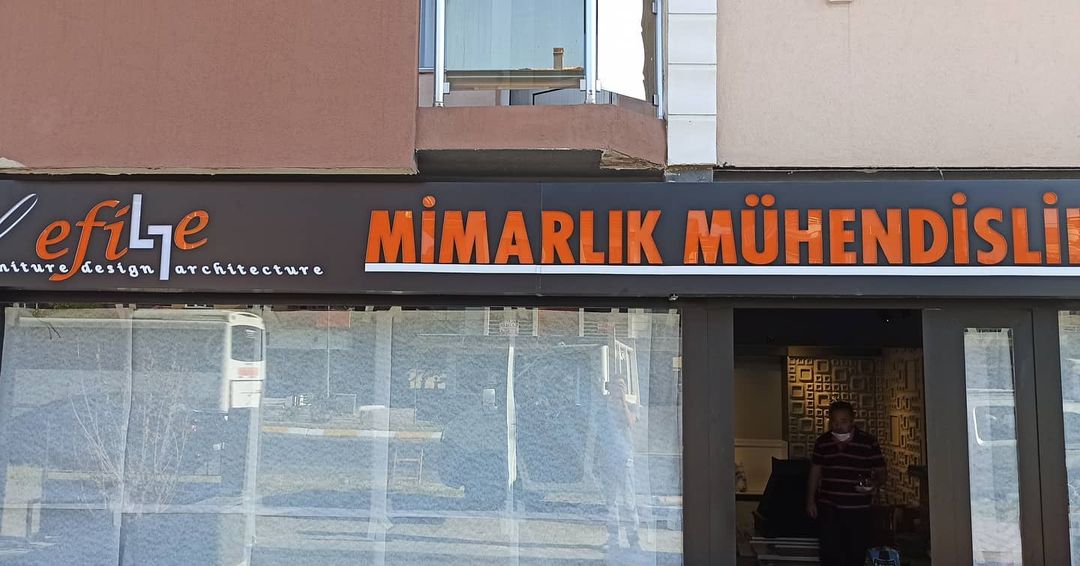 efille
niture design architecture
MİMARLIK MÜHENDİSLİ